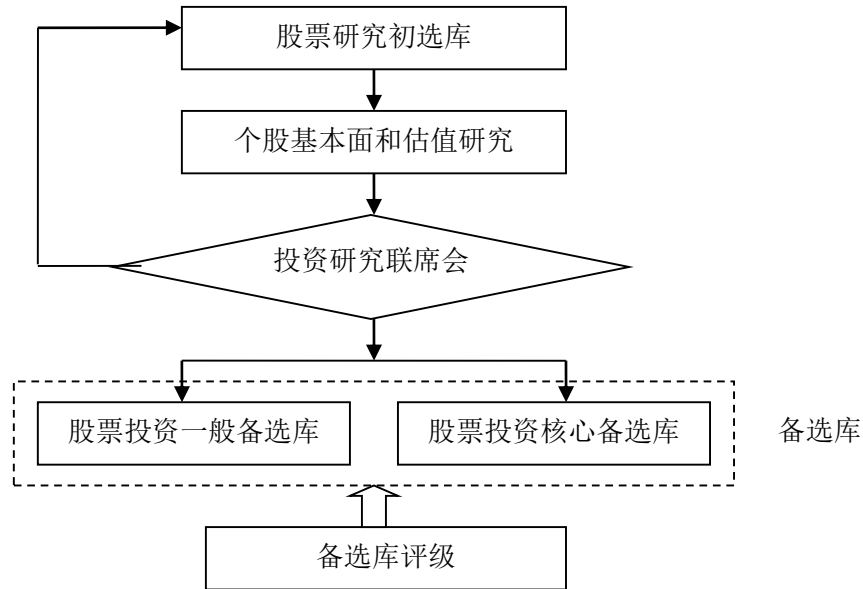 股票研究初选库
个股基本面和估值研究
投资研究联席会
股票投资一般备选库
股票投资核心备选库
备选库
备选库评级